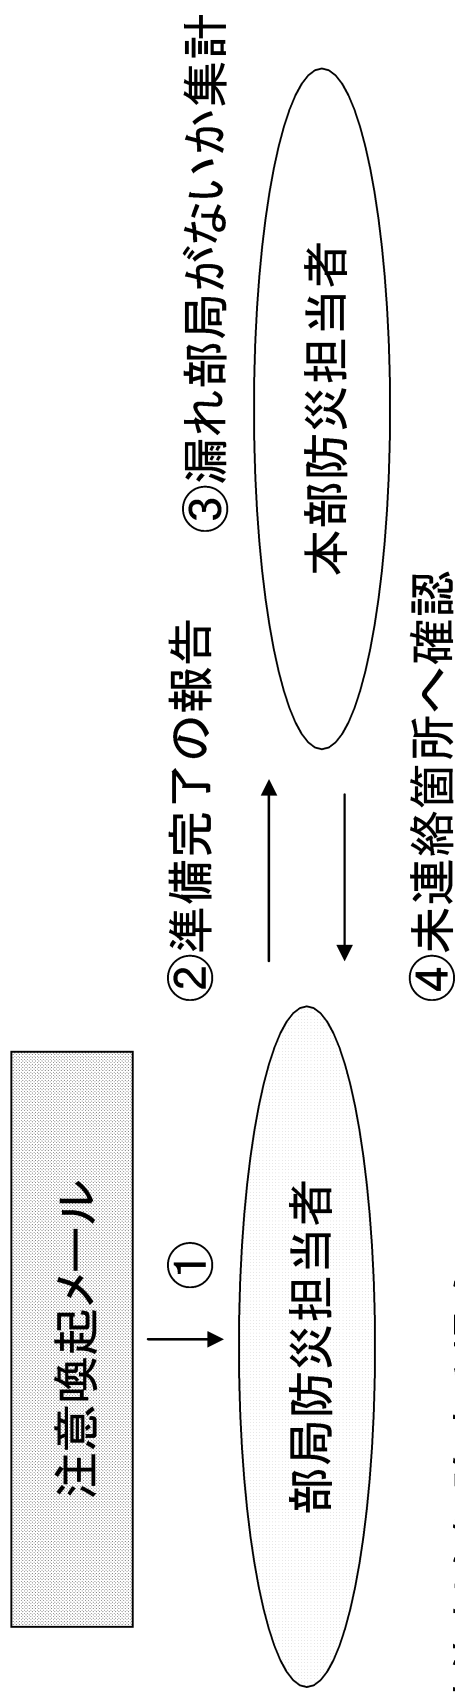 注意喚起メール
①
部局防災担当者
②準備完了の報告
③漏れ部局がないか集計
本部防災担当者
④未連絡箇所へ確認